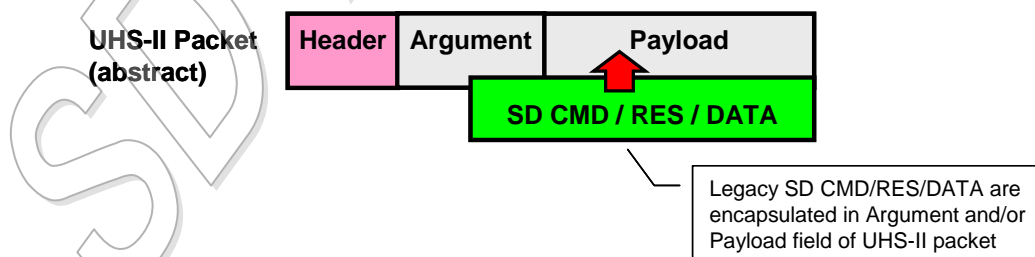 UHS-II Packet
(abstract)
Header Argument Payload
SD CMD / RES / DATA
Legacy SD CMD/RES/DATA are
encapsulated in Argument and/or
Payload field of UHS-II packet